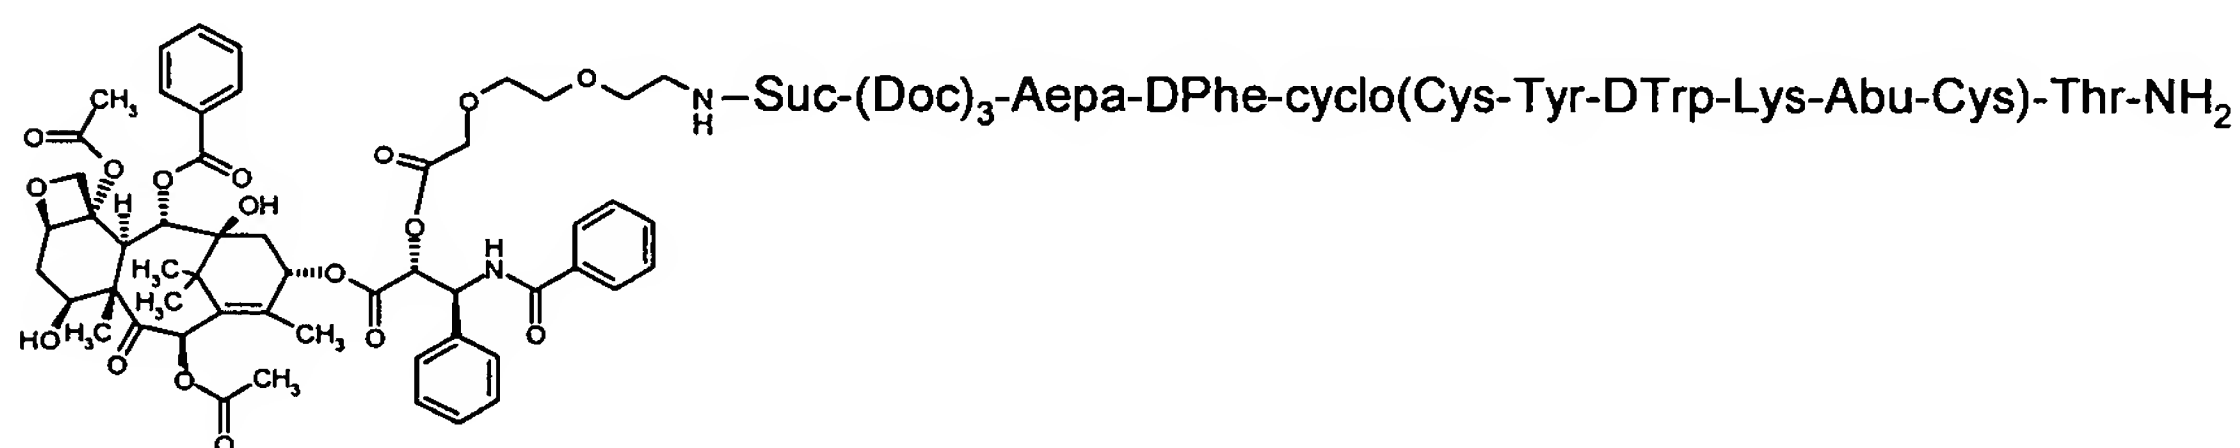 O
O
N
H
Suc-(Doc)₃-Aepa-DPhe-cyclo(Cys-Tyr-DTrp-Lys-Abu-Cys)-Thr-NH₂
CH₃
O
O
O
O
O
O
H
OH
O
H
N
H₃C
H₃C
O
O
O
HO
H₃C
O
CH₃
O
CH₃
O